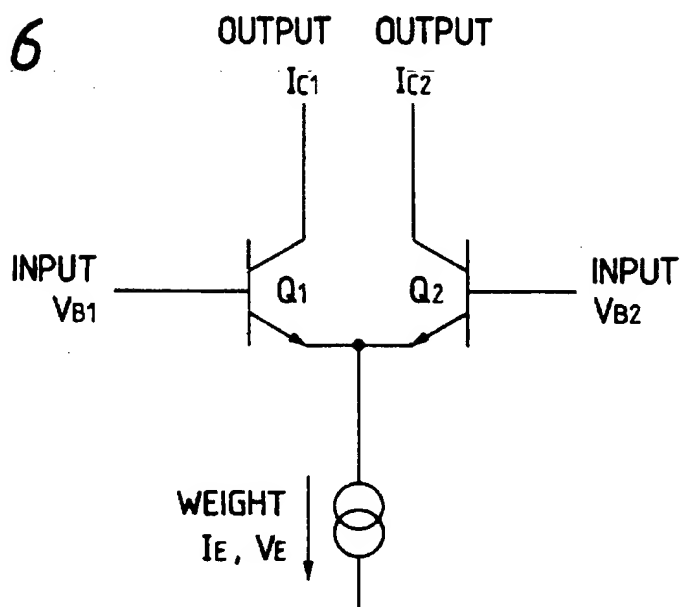 6
OUTPUT OUTPUT
IC1 IC2
INPUT
VB1
Q1 Q2
INPUT
VB2
WEIGHT
IE , VE